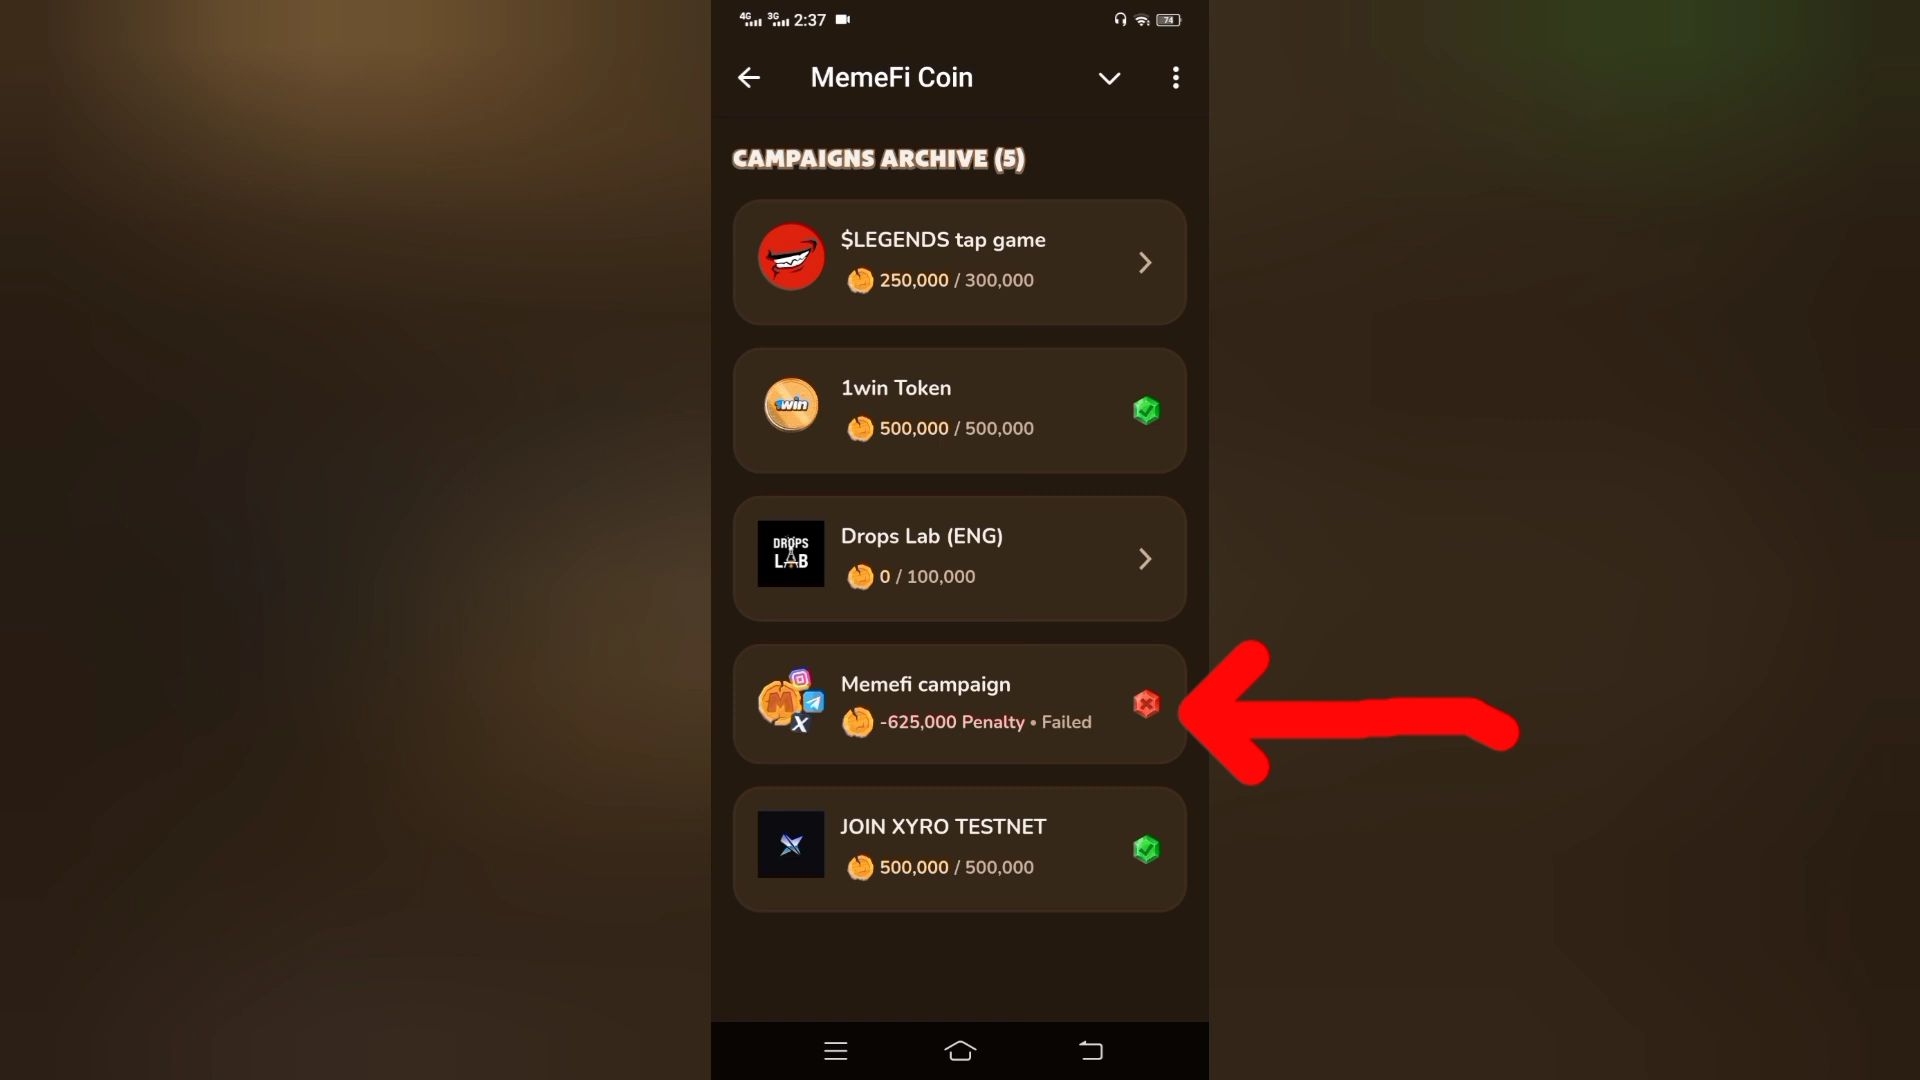 4G 3G 2:37 74
MemeFi Coin
CAMPAIGNS ARCHIVE (5)
$LEGENDS tap game
250,000 / 300,000
1win
1win Token
500,000 / 500,000
DROPS
LAB
Drops Lab (ENG)
0 / 100,000
M
X
Memefi campaign
-625,000 Penalty • Failed
JOIN XYRO TESTNET
500,000 / 500,000